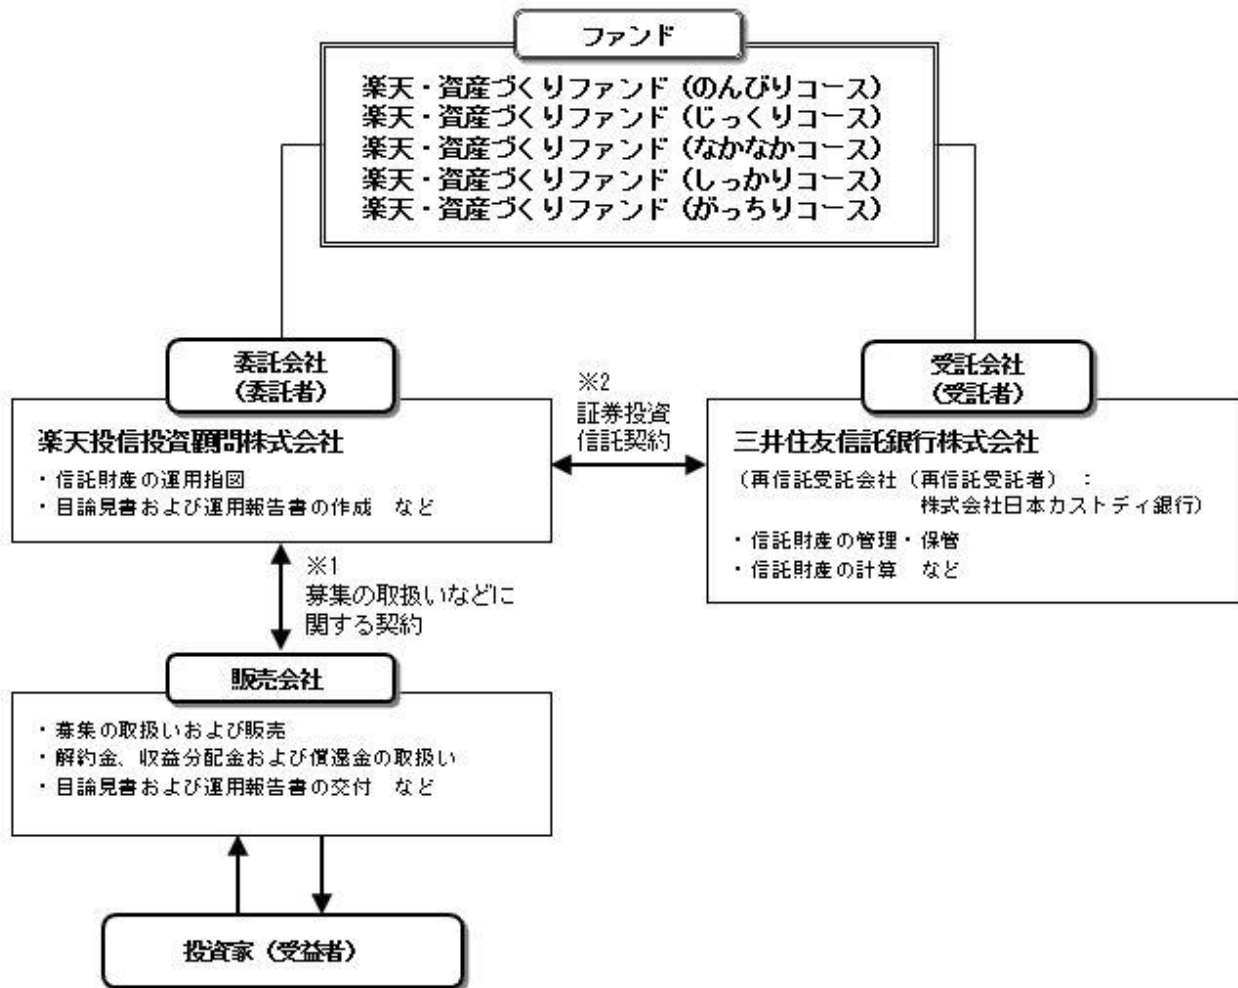 ファンド
楽天・資産づくりファンド（のんびりコース）
楽天・資産づくりファンド（じっくりコース）
楽天・資産づくりファンド（なかなかコース）
楽天・資産づくりファンド（しっかりコース）
楽天・資産づくりファンド（がっちりコース）
委託会社
（委託者）
楽天投信投資顧問株式会社
・信託財産の運用指図
・目論見書および運用報告書の作成　など
※2
証券投資
信託契約
受託会社
（受託者）
三井住友信託銀行株式会社
（再信託受託会社（再信託受託者）　：
株式会社日本カストディ銀行）
・信託財産の管理・保管
・信託財産の計算　など
※1
募集の取扱いなどに
関する契約
販売会社
・募集の取扱いおよび販売
・解約金、収益分配金および償還金の取扱い
・目論見書および運用報告書の交付　など
投資家（受益者）